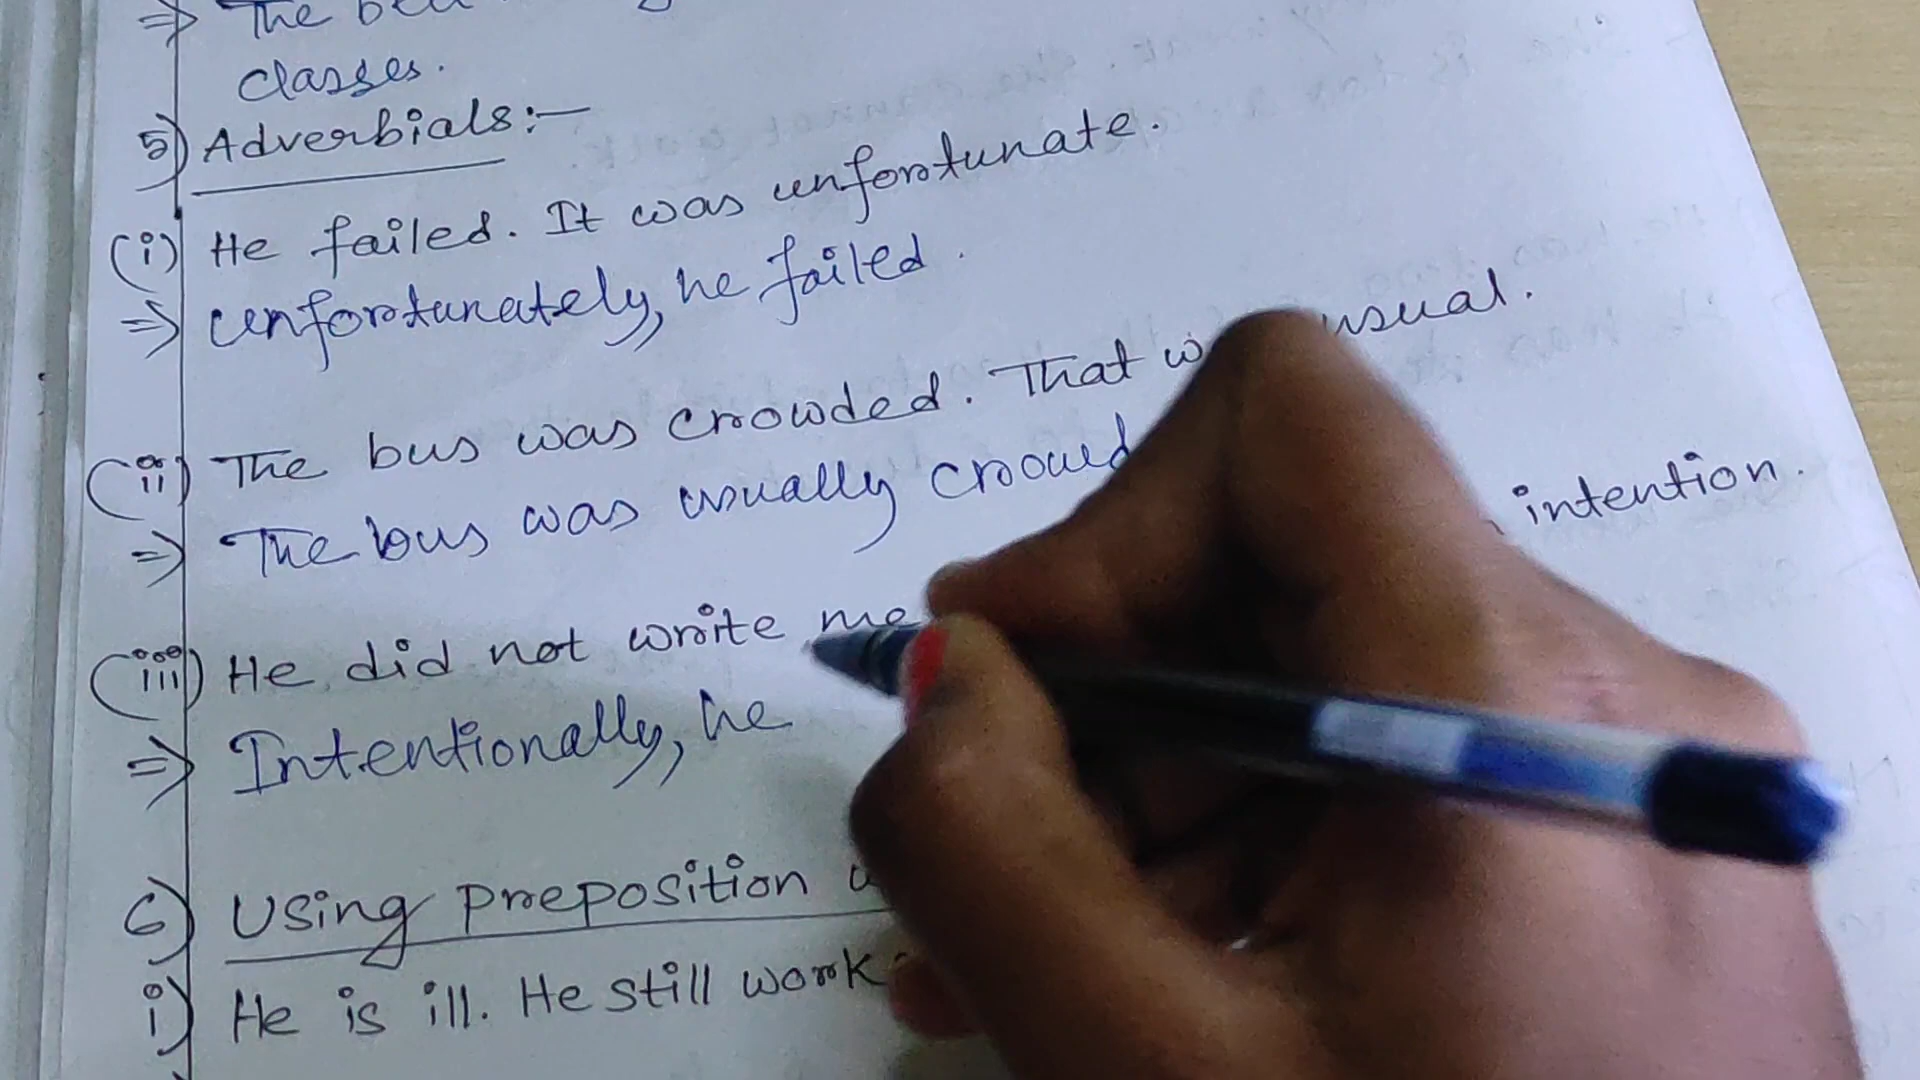 => The
classes.
5) Adverbials:-
(i) He failed. It was unfortunate.
=> Unfortunately, he failed.
(ii) The bus was crowded. That usual.
=> The bus was usually
(iii) He did not write me intention.
=> Intentionally, he
6) Using preposition
i) He is ill. He still work